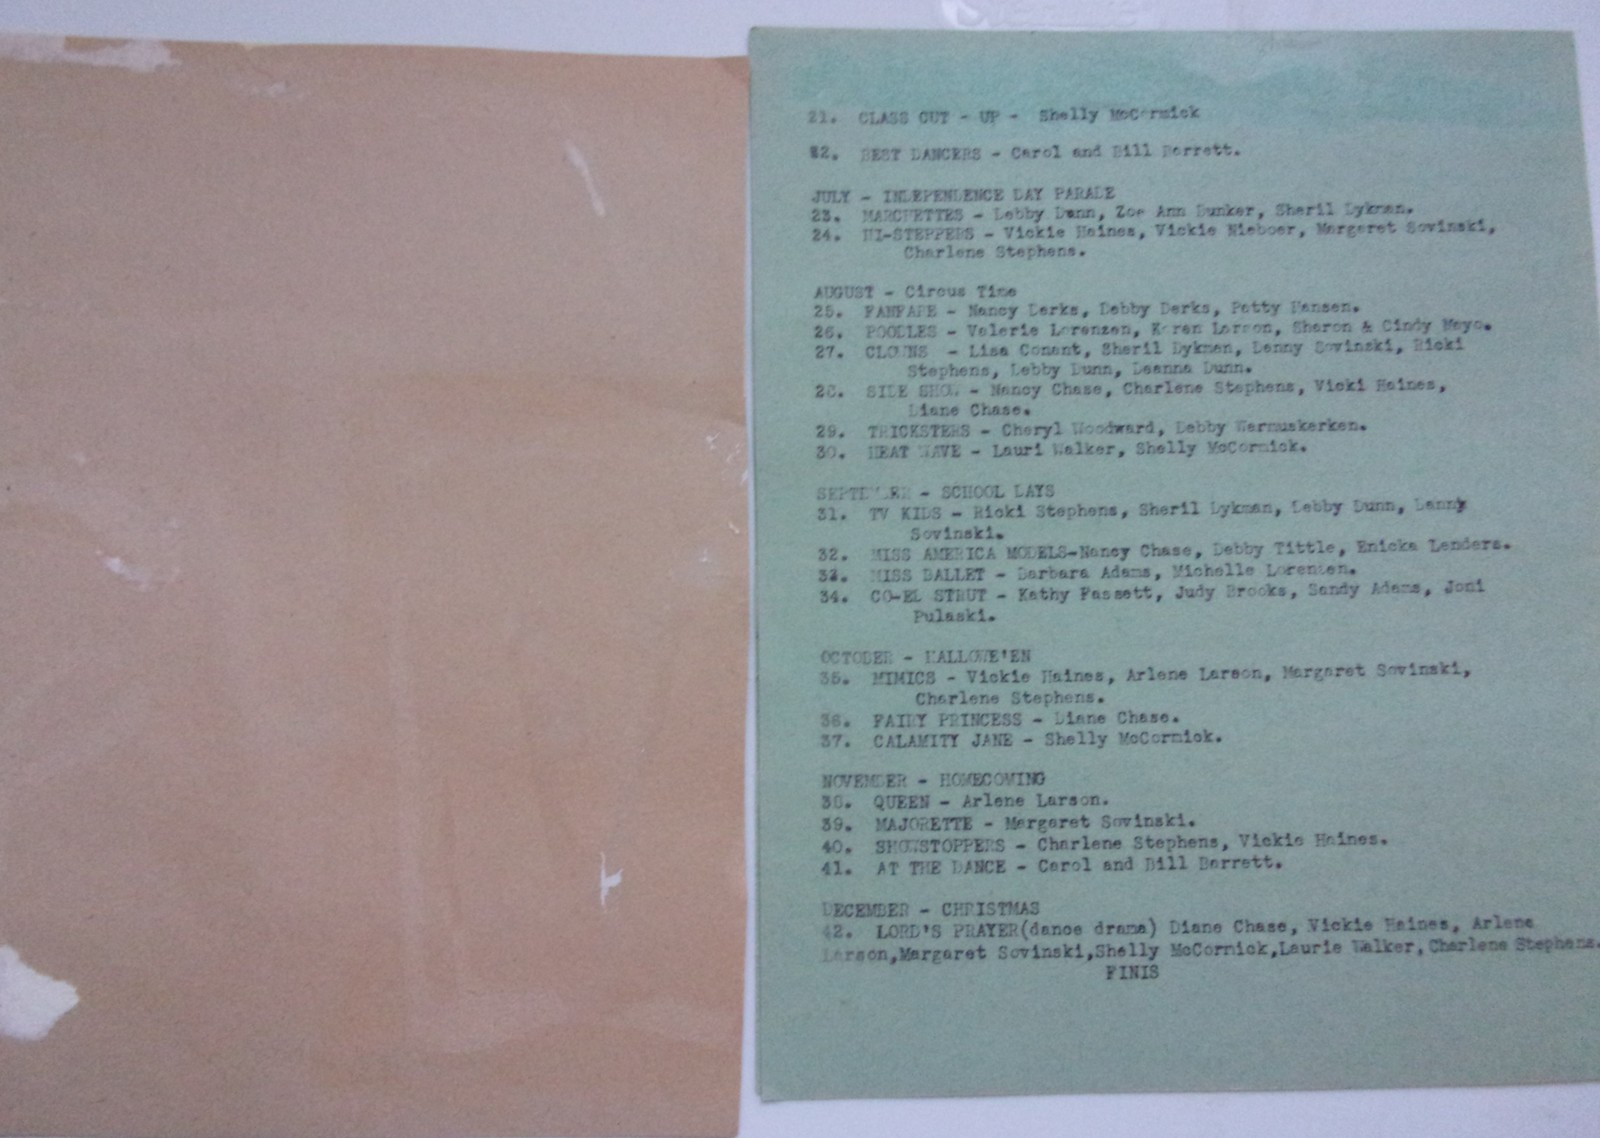 21. CLASS CUT - UP - Shelly McCormick
22. BEST DANCERS - Carol and Bill Barrett.
JULY - INDEPENDENCE DAY PARADE
23. MARCHETTES - Debby Dunn, Zoe Ann Bunker, Sheril Dykman.
24. HI-STEPPERS - Vickie Haines, Vickie Nieboer, Margaret Sovinski,
Charlene Stephens.
AUGUST - Circus Time
25. FANFARE - Nancy Derks, Debby Derks, Patty Hansen.
26. POODLES - Valerie Lorenzen, Karen Larson, Sharon & Cindy Mayo.
27. CLOWNS - Lisa Conant, Sheril Dykman, Danny Sovinski, Ricki
Stephens, Debby Dunn, Deanna Dunn.
28. SIDE SHOW - Nancy Chase, Charlene Stephens, Vicki Haines,
Diane Chase.
29. TRICKSTERS - Cheryl Woodward, Debby Wermuskerken.
30. HEAT WAVE - Lauri Walker, Shelly McCormick.
SEPTEMBER - SCHOOL DAYS
31. TV KIDS - Ricki Stephens, Sheril Dykman, Debby Dunn, Danny
Sovinski.
32. MISS AMERICA MODELS-Nancy Chase, Debby Tittle, Enicka Lenders.
33. MISS BALLET - Barbara Adams, Michelle Lorenzen.
34. CO-ED STRUT - Kathy Fassett, Judy Brooks, Sandy Adams, Joni
Pulaski.
OCTOBER - HALLOWE'EN
35. MIMICS - Vickie Haines, Arlene Larson, Margaret Sovinski,
Charlene Stephens.
36. FAIRY PRINCESS - Diane Chase.
37. CALAMITY JANE - Shelly McCormick.
NOVEMBER - HOMECOMING
38. QUEEN - Arlene Larson.
39. MAJORETTE - Margaret Sovinski.
40. SHOWSTOPPERS - Charlene Stephens, Vickie Haines.
41. AT THE DANCE - Carol and Bill Barrett.
DECEMBER - CHRISTMAS
42. LORD'S PRAYER(dance drama) Diane Chase, Vickie Haines, Arlene
Larson,Margaret Sovinski,Shelly McCormick,Laurie Walker,Charlene Stephens.
FINIS